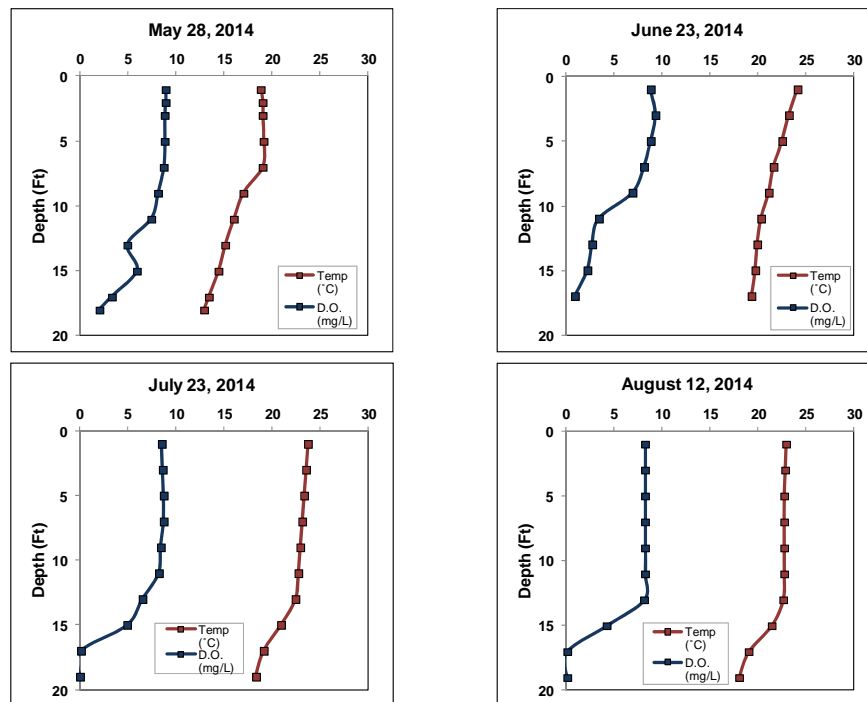 May 28, 2014
0 5 10 15 20 25 30
0
5
10
15
20
Depth (Ft)
Temp
(˚C)
D.O.
(mg/L)
June 23, 2014
0 5 10 15 20 25 30
0
5
10
15
20
Depth (Ft)
Temp
(˚C)
D.O.
(mg/L)
July 23, 2014
0 5 10 15 20 25 30
0
5
10
15
20
Depth (Ft)
Temp
(˚C)
D.O.
(mg/L)
August 12, 2014
0 5 10 15 20 25 30
0
5
10
15
20
Depth (Ft)
Temp
(˚C)
D.O.
(mg/L)